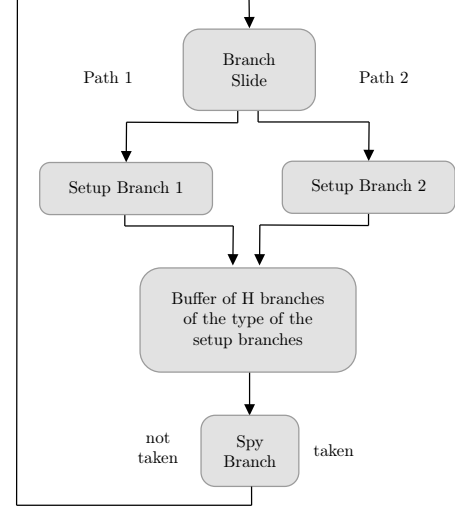 Branch
Slide
Path 1
Path 2
Setup Branch 1
Setup Branch 2
Buffer of H branches
of the type of the
setup branches
not
taken
Spy
Branch
taken